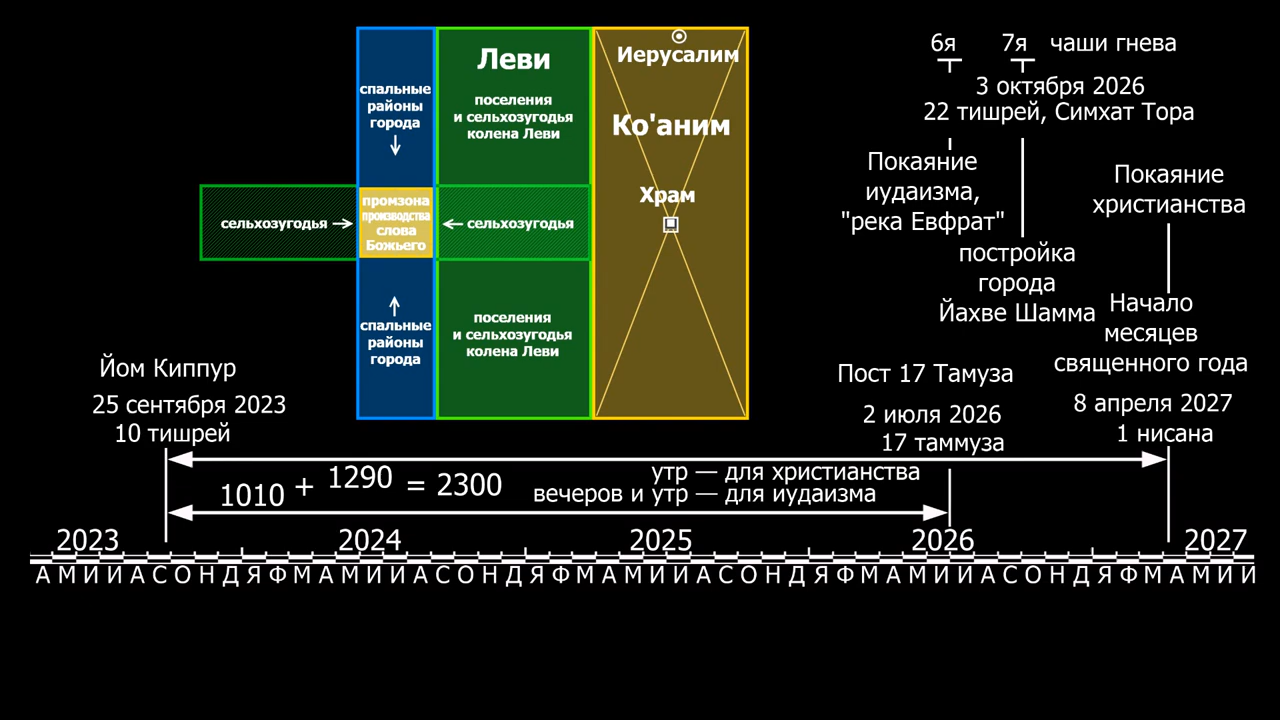 спальные
районы
города
Леви
поселения
и сельхозугодья
колена Леви
Иерусалим
Ко'аним
Храм
сельхозугодья
промзона
производства
слова
Божьего
сельхозугодья
спальные
районы
города
поселения
и сельхозугодья
колена Леви
6я 7я чаши гнева
3 октября 2026
22 тишрей, Симхат Тора
Покаяние
иудаизма,
"река Евфрат"
постройка
города
Йахве Шамма
Покаяние
христианства
Начало
месяцев
священного года
8 апреля 2027
1 нисана
Пост 17 Тамуза
2 июля 2026
17 таммуза
Йом Киппур
25 сентября 2023
10 тишрей
1010 + 1290 = 2300
утр — для христианства
вечеров и утр — для иудаизма
2023 2024 2025 2026 2027
А М И И А С О Н Д Я Ф М А М И И А С О Н Д Я Ф М А М И И А С О Н Д Я Ф М А М И И А С О Н Д Я Ф М А М И И